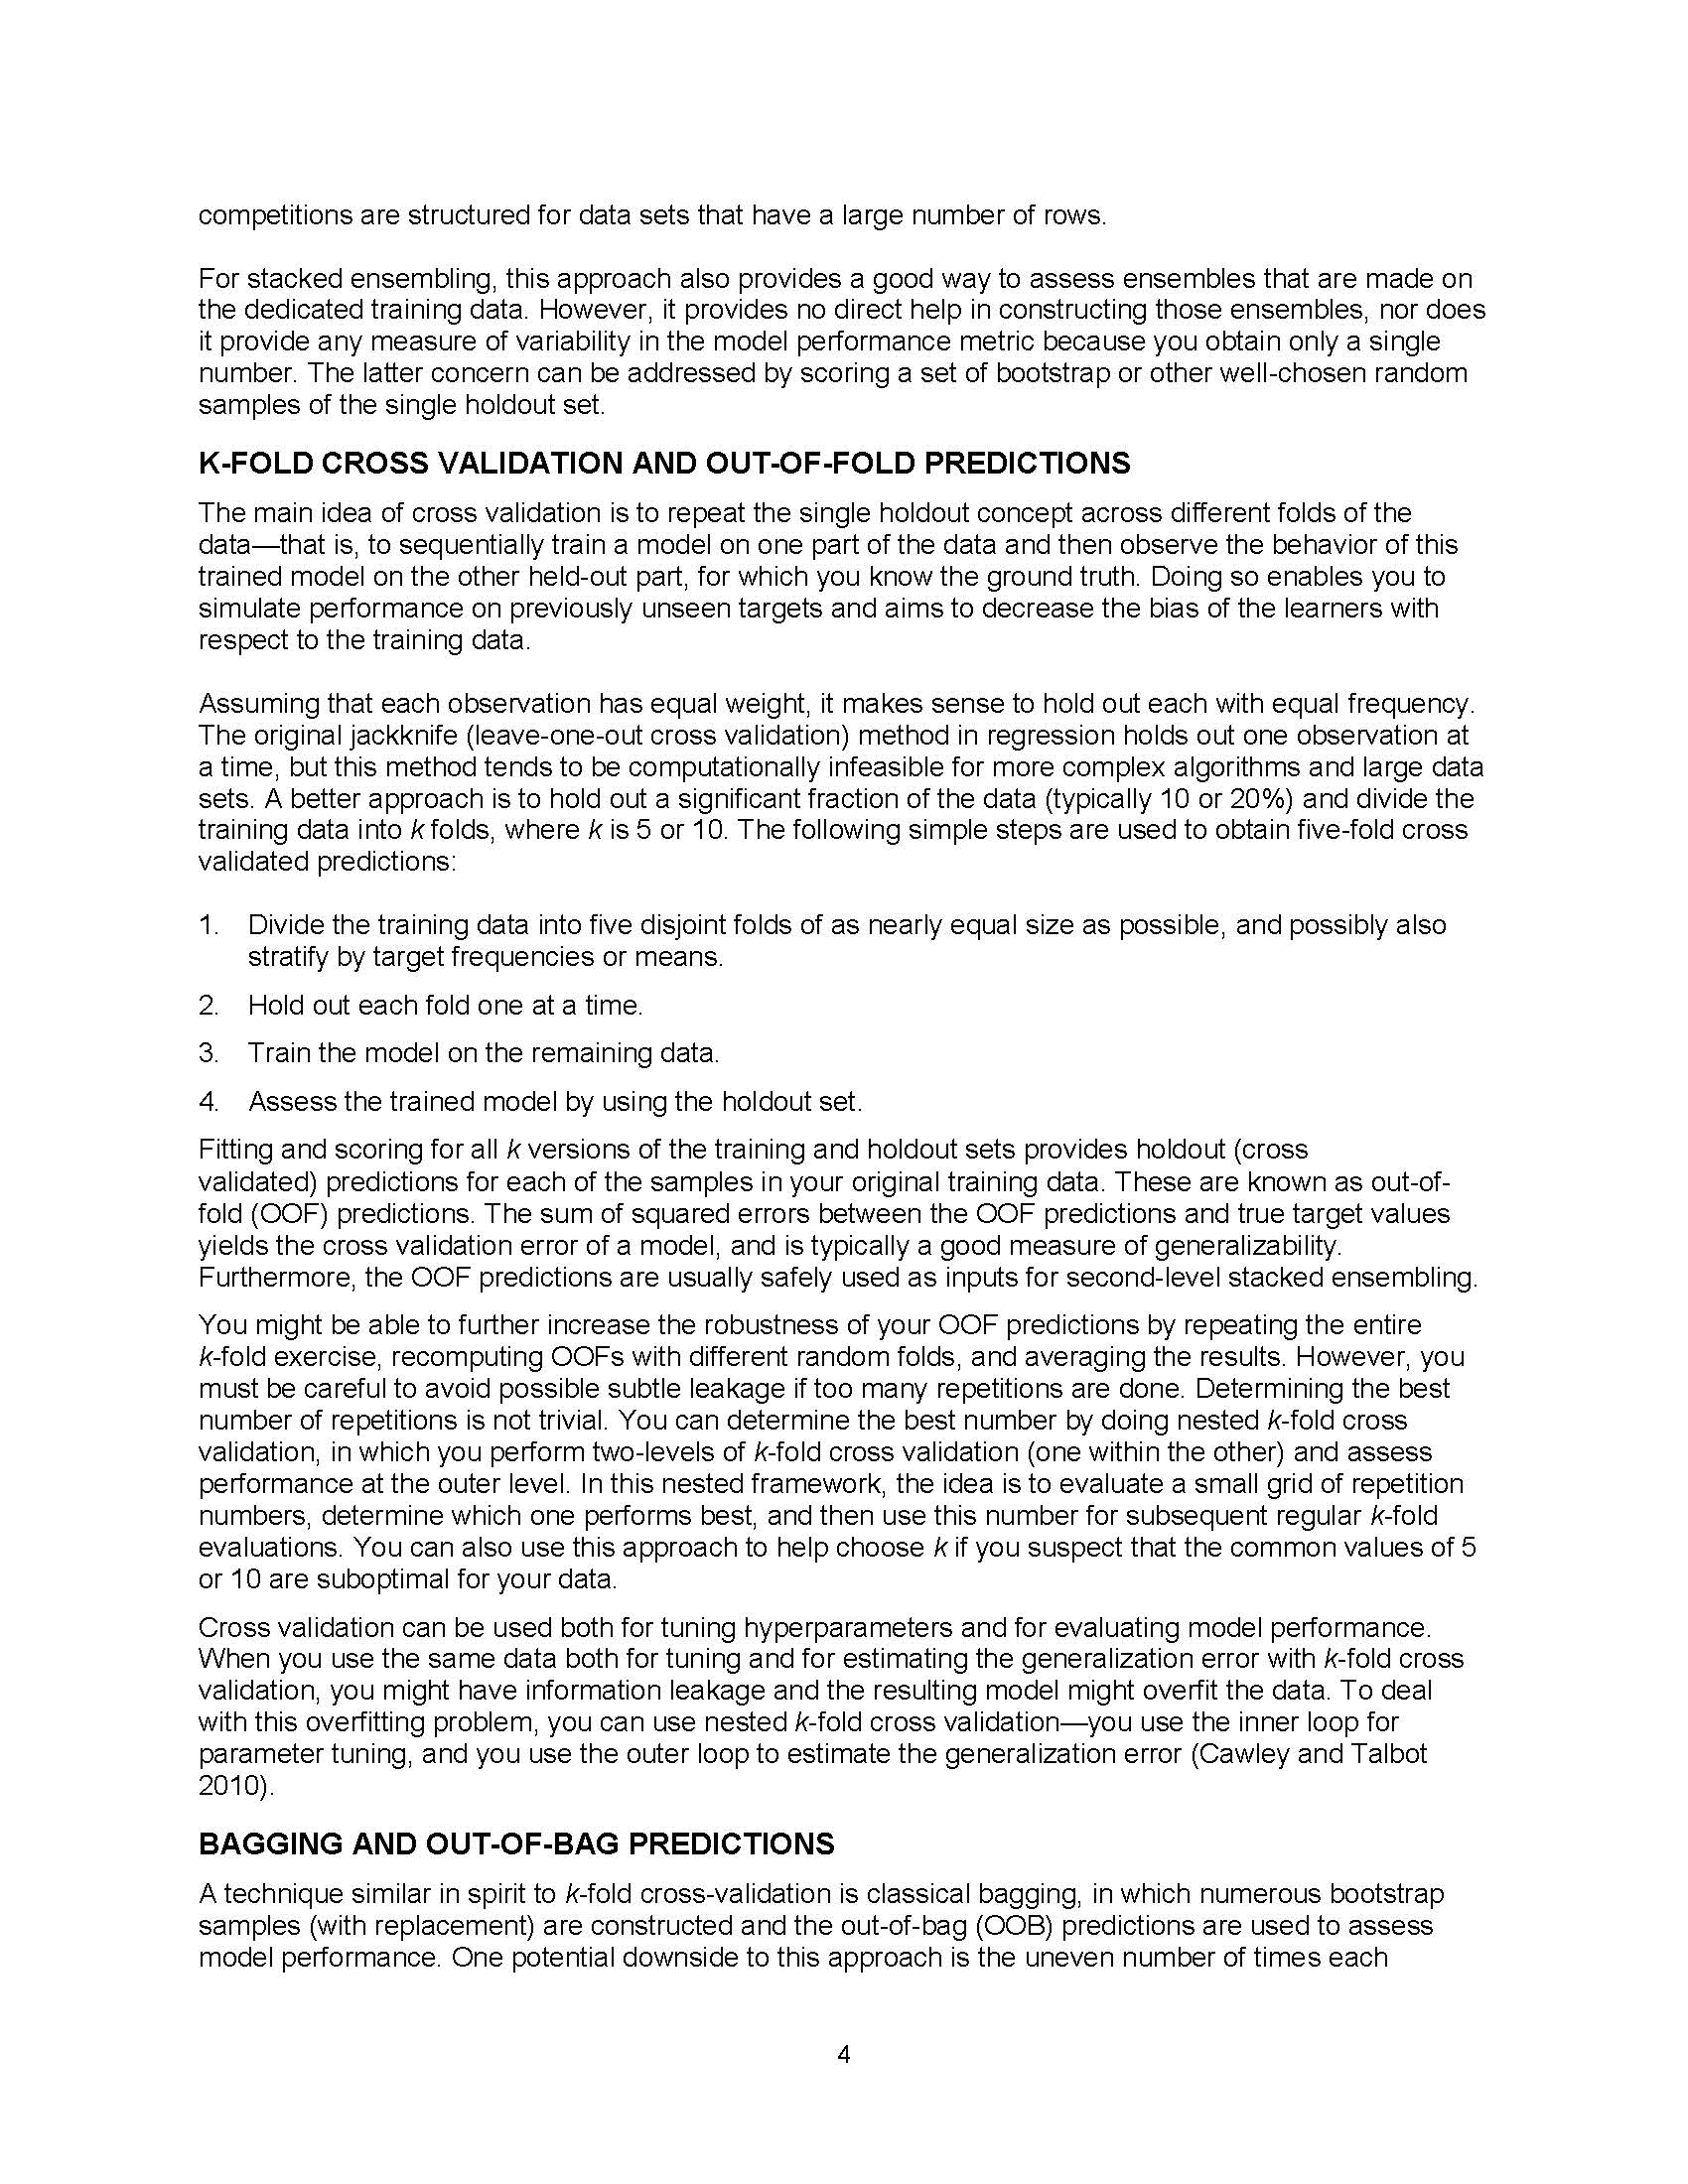 competitions are structured for data sets that have a large number of rows.
For stacked ensembling, this approach also provides a good way to assess ensembles that are made on
the dedicated training data. However, it provides no direct help in constructing those ensembles, nor does
it provide any measure of variability in the model performance metric because you obtain only a single
number. The latter concern can be addressed by scoring a set of bootstrap or other well-chosen random
samples of the single holdout set.
K-FOLD CROSS VALIDATION AND OUT-OF-FOLD PREDICTIONS
The main idea of cross validation is to repeat the single holdout concept across different folds of the
data—that is, to sequentially train a model on one part of the data and then observe the behavior of this
trained model on the other held-out part, for which you know the ground truth. Doing so enables you to
simulate performance on previously unseen targets and aims to decrease the bias of the learners with
respect to the training data.
Assuming that each observation has equal weight, it makes sense to hold out each with equal frequency.
The original jackknife (leave-one-out cross validation) method in regression holds out one observation at
a time, but this method tends to be computationally infeasible for more complex algorithms and large data
sets. A better approach is to hold out a significant fraction of the data (typically 10 or 20%) and divide the
training data into k folds, where k is 5 or 10. The following simple steps are used to obtain five-fold cross
validated predictions:
1. Divide the training data into five disjoint folds of as nearly equal size as possible, and possibly also
stratify by target frequencies or means.
2. Hold out each fold one at a time.
3. Train the model on the remaining data.
4. Assess the trained model by using the holdout set.
Fitting and scoring for all k versions of the training and holdout sets provides holdout (cross
validated) predictions for each of the samples in your original training data. These are known as out-of-
fold (OOF) predictions. The sum of squared errors between the OOF predictions and true target values
yields the cross validation error of a model, and is typically a good measure of generalizability.
Furthermore, the OOF predictions are usually safely used as inputs for second-level stacked ensembling.
You might be able to further increase the robustness of your OOF predictions by repeating the entire
k-fold exercise, recomputing OOFs with different random folds, and averaging the results. However, you
must be careful to avoid possible subtle leakage if too many repetitions are done. Determining the best
number of repetitions is not trivial. You can determine the best number by doing nested k-fold cross
validation, in which you perform two-levels of k-fold cross validation (one within the other) and assess
performance at the outer level. In this nested framework, the idea is to evaluate a small grid of repetition
numbers, determine which one performs best, and then use this number for subsequent regular k-fold
evaluations. You can also use this approach to help choose k if you suspect that the common values of 5
or 10 are suboptimal for your data.
Cross validation can be used both for tuning hyperparameters and for evaluating model performance.
When you use the same data both for tuning and for estimating the generalization error with k-fold cross
validation, you might have information leakage and the resulting model might overfit the data. To deal
with this overfitting problem, you can use nested k-fold cross validation—you use the inner loop for
parameter tuning, and you use the outer loop to estimate the generalization error (Cawley and Talbot
2010).
BAGGING AND OUT-OF-BAG PREDICTIONS
A technique similar in spirit to k-fold cross-validation is classical bagging, in which numerous bootstrap
samples (with replacement) are constructed and the out-of-bag (OOB) predictions are used to assess
model performance. One potential downside to this approach is the uneven number of times each
4